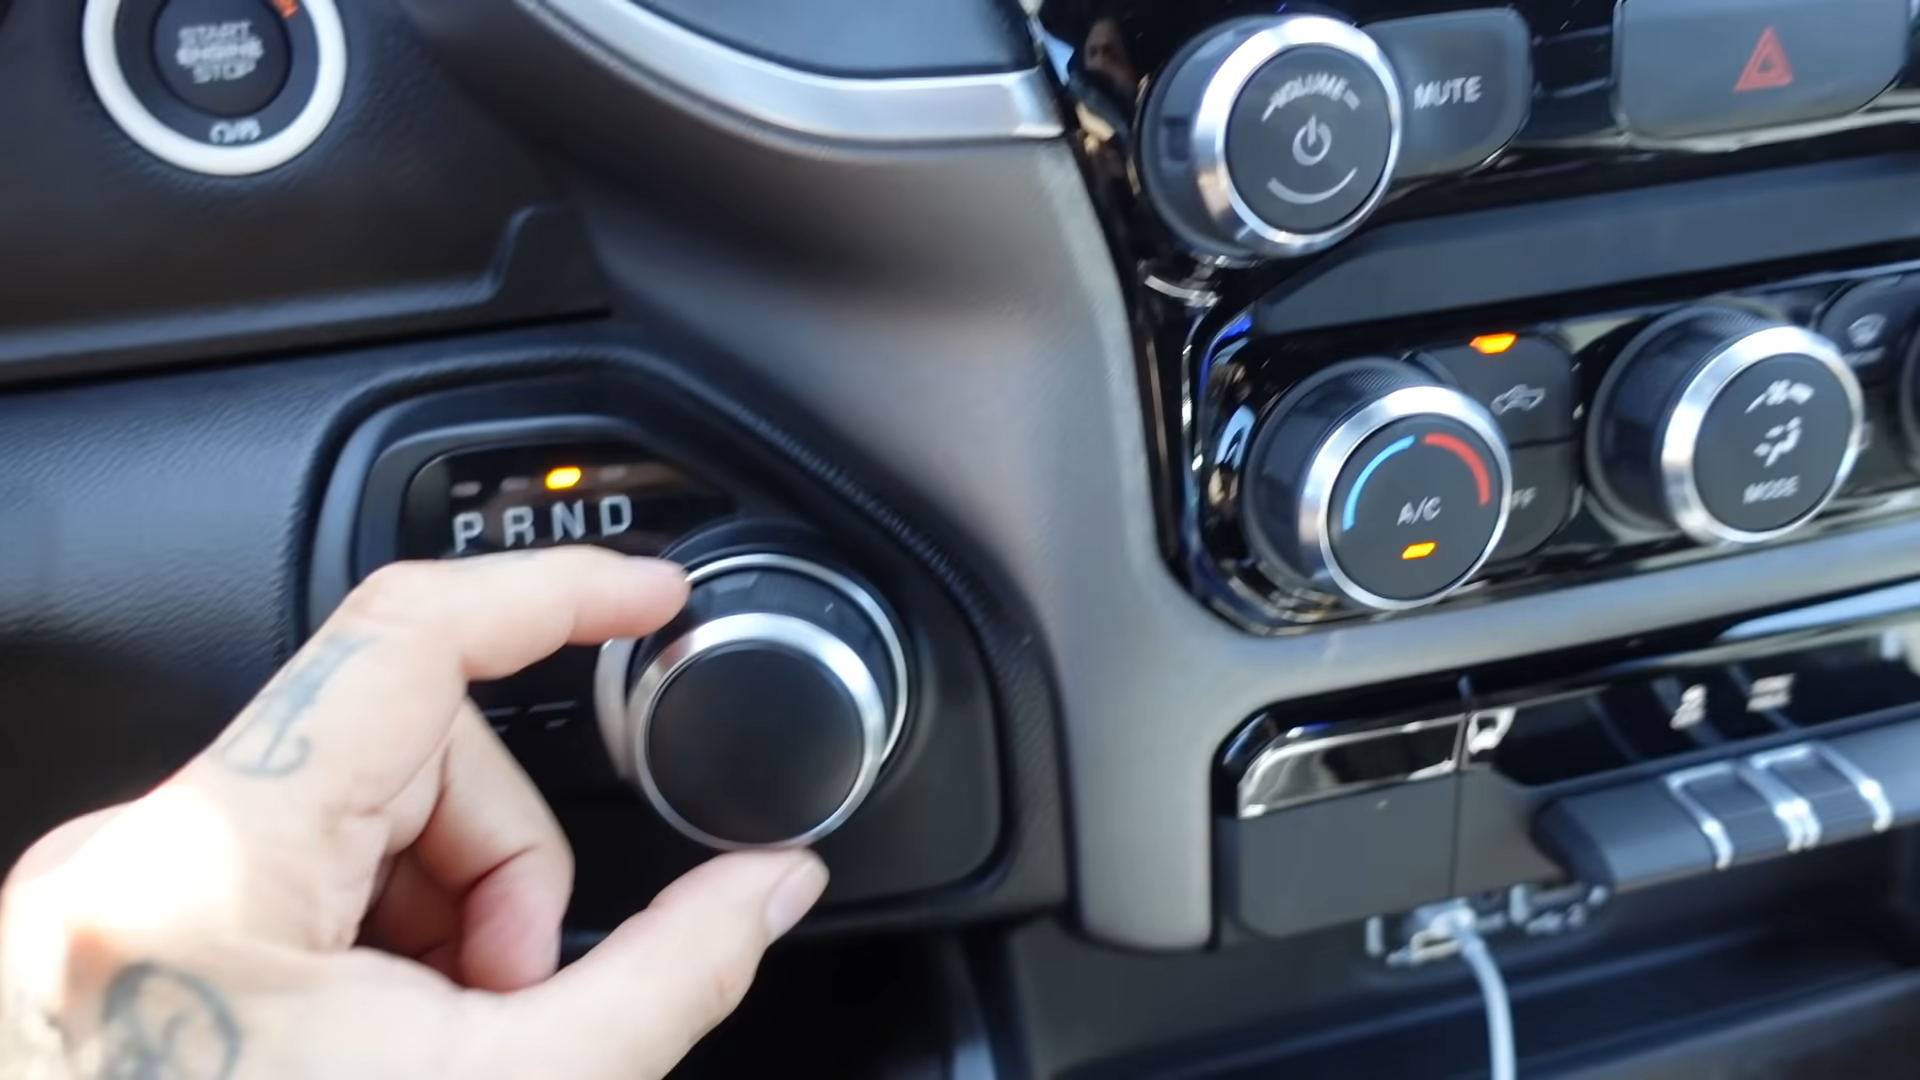 START
ENGINE
STOP
VOLUME
MUTE
PRND
A/C
MODE